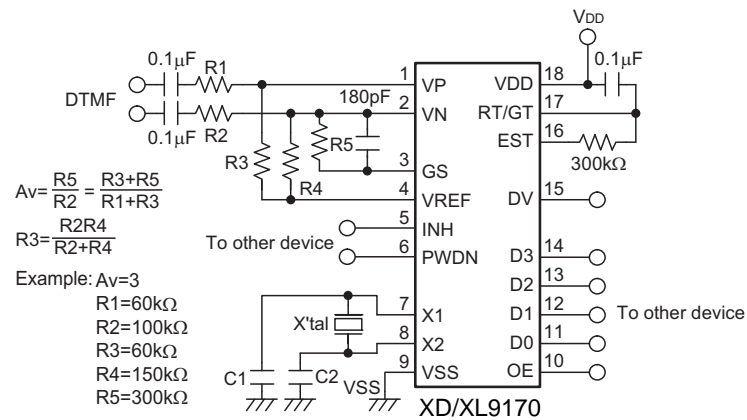 VDD
0.1μF
R1
1
VP
VDD
18
0.1μF
DTMF
180pF
2
VN
RT/GT
17
0.1μF
R2
R5
EST
16
300kΩ
R3
R4
3
GS
4
VREF
DV
15
Av=R5/R2=R3+R5/R1+R3
R3=R2R4/R2+R4
5
INH
To other device
6
PWDN
D3
14
D2
13
Example: Av=3
R1=60kΩ
R2=100kΩ
R3=60kΩ
R4=150kΩ
R5=300kΩ
7
X1
D1
12
To other device
X'tal
8
X2
D0
11
9
VSS
OE
10
C1
C2
VSS
XD/XL9170